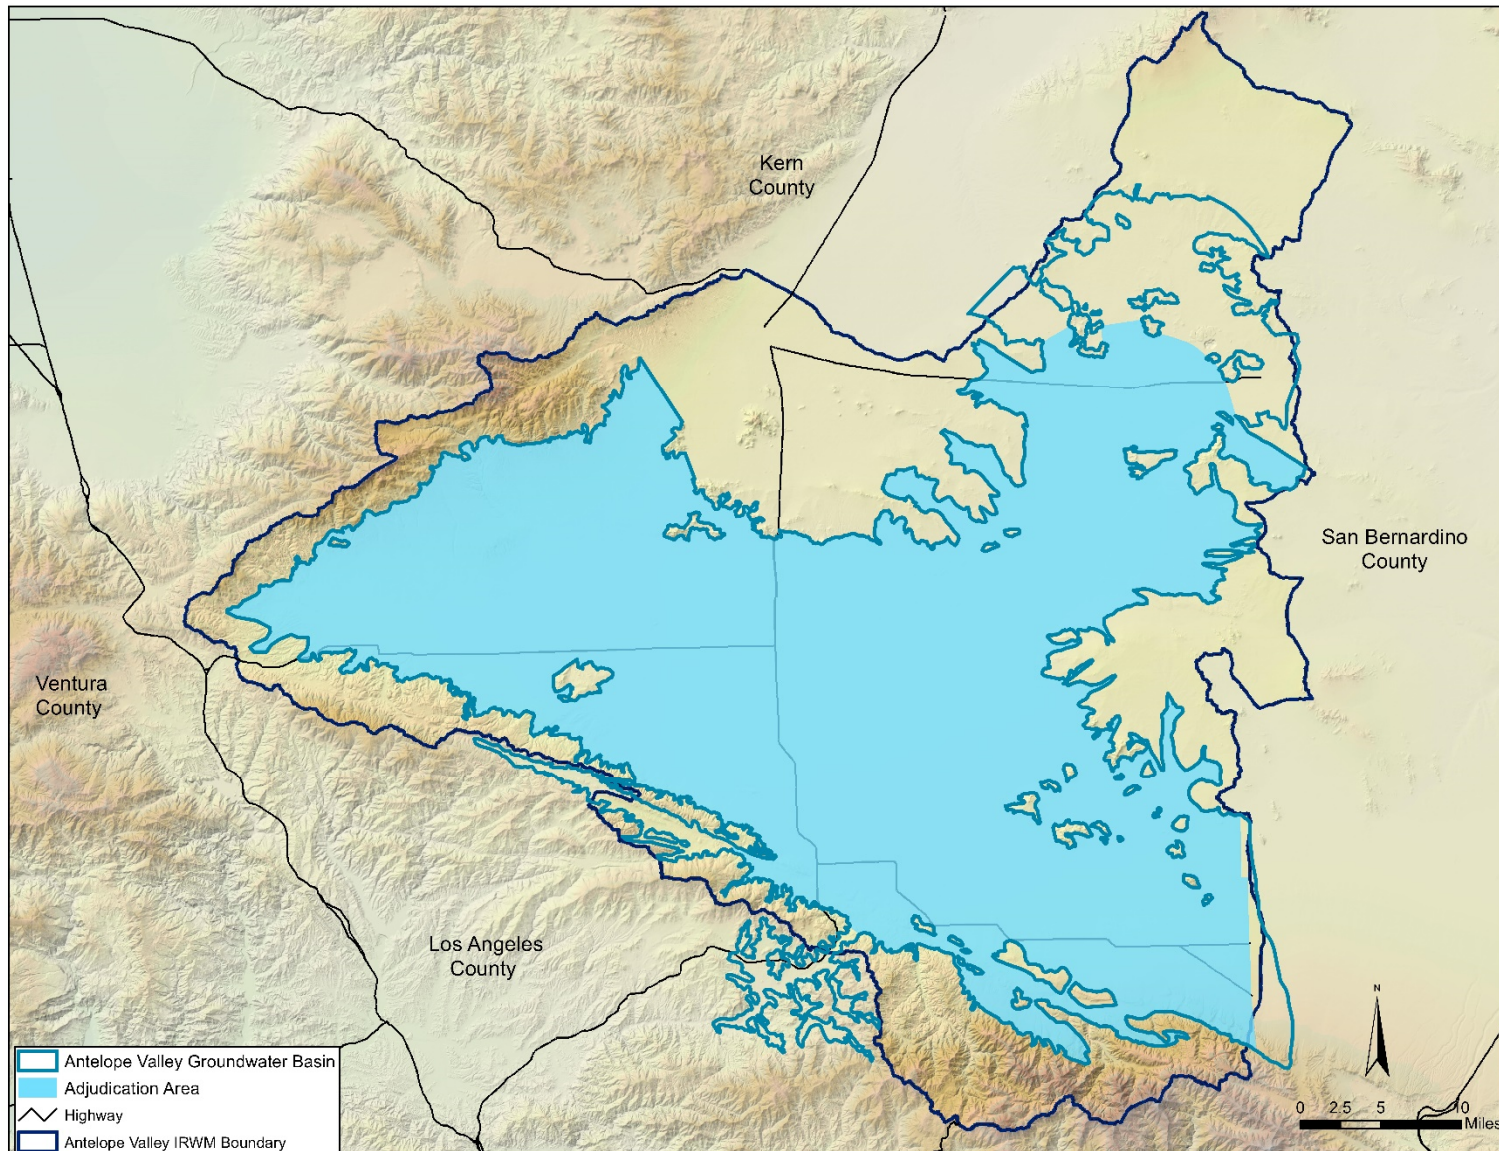 Kern
County
San Bernardino
County
Ventura
County
Los Angeles
County
N
Antelope Valley Groundwater Basin
Adjudication Area
Highway
Antelope Valley IRWM Boundary
0 2.5 5 10
Miles